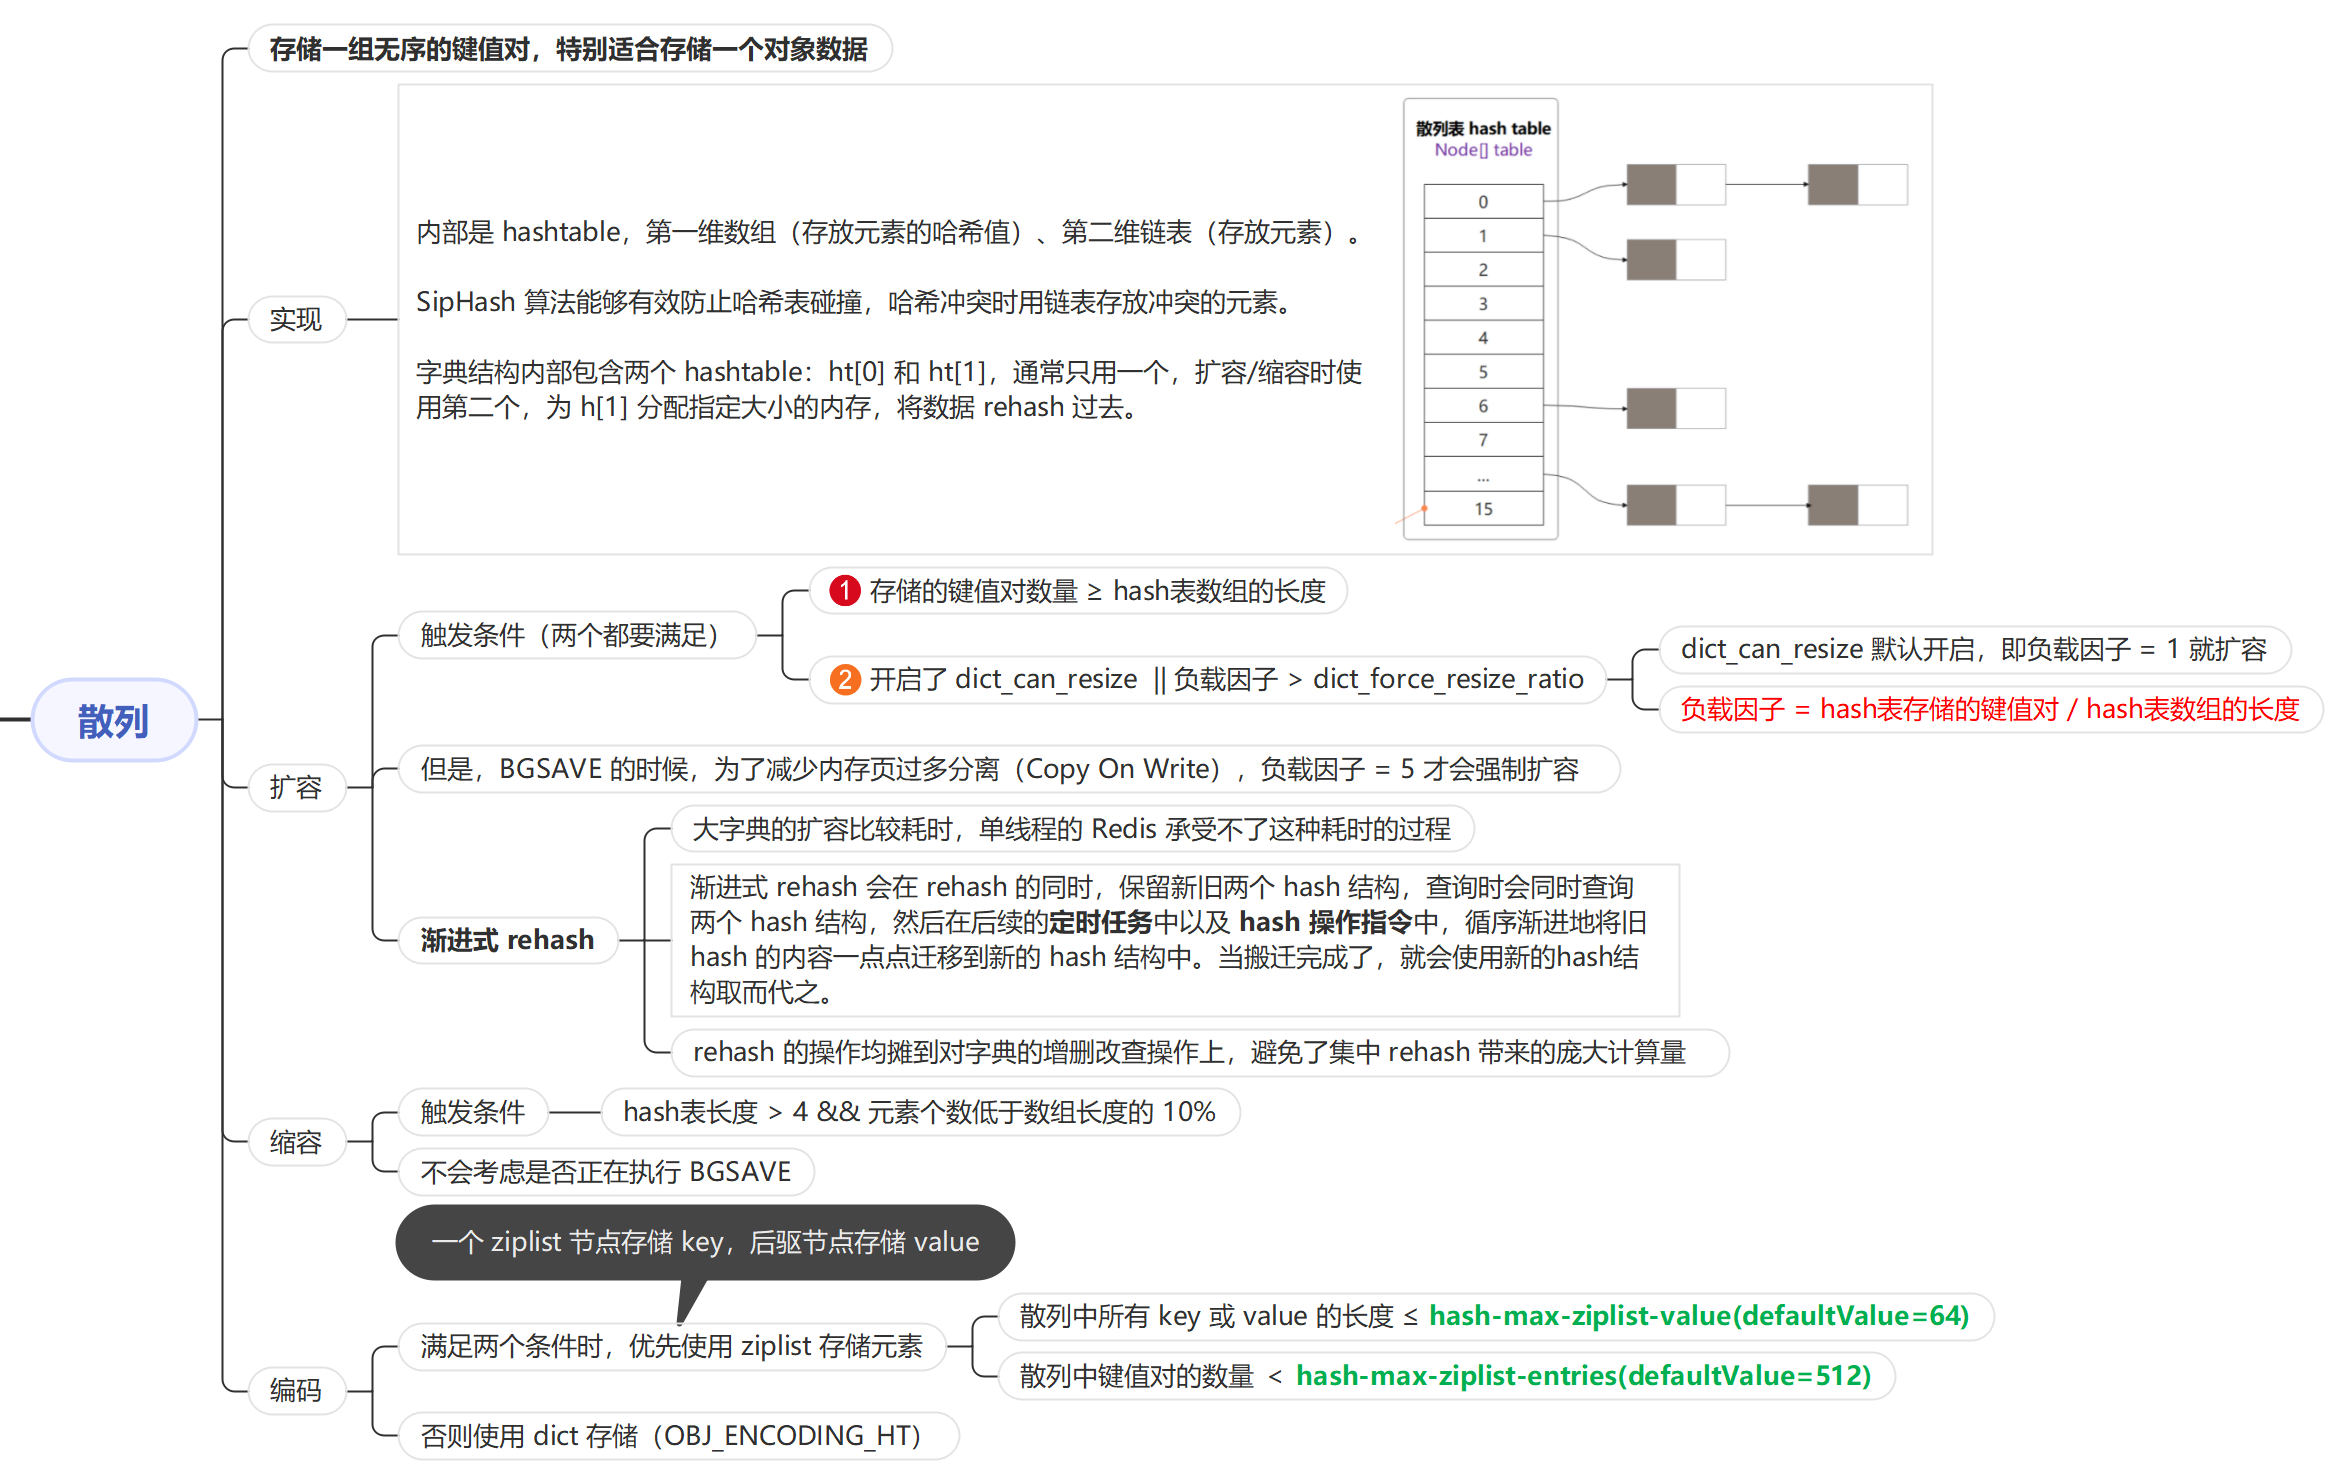 散列
存储一组无序的键值对，特别适合存储一个对象数据
实现
内部是 hashtable，第一维数组（存放元素的哈希值）、第二维链表（存放元素）。
SipHash 算法能够有效防止哈希表碰撞，哈希冲突时用链表存放冲突的元素。
字典结构内部包含两个 hashtable：ht[0] 和 ht[1]，通常只用一个，扩容/缩容时使
用第二个，为 h[1] 分配指定大小的内存，将数据 rehash 过去。
散列表 hash table
Node[] table
0
1
2
3
4
5
6
7
...
15
扩容
触发条件（两个都要满足）
1 存储的键值对数量 ≥ hash表数组的长度
2 开启了 dict_can_resize || 负载因子 > dict_force_resize_ratio
dict_can_resize 默认开启，即负载因子 = 1 就扩容
负载因子 = hash表存储的键值对 / hash表数组的长度
但是，BGSAVE 的时候，为了减少内存页过多分离（Copy On Write），负载因子 = 5 才会强制扩容
渐进式 rehash
大字典的扩容比较耗时，单线程的 Redis 承受不了这种耗时的过程
渐进式 rehash 会在 rehash 的同时，保留新旧两个 hash 结构，查询时会同时查询
两个 hash 结构，然后在后续的定时任务中以及 hash 操作指令中，循序渐进地将旧
hash 的内容一点点迁移到新的 hash 结构中。当搬迁完成了，就会使用新的hash结
构取而代之。
rehash 的操作均摊到对字典的增删改查操作上，避免了集中 rehash 带来的庞大计算量
缩容
触发条件
hash表长度 > 4 && 元素个数低于数组长度的 10%
不会考虑是否正在执行 BGSAVE
编码
一个 ziplist 节点存储 key，后驱节点存储 value
满足两个条件时，优先使用 ziplist 存储元素
散列中所有 key 或 value 的长度 ≤ hash-max-ziplist-value(defaultValue=64)
散列中键值对的数量 < hash-max-ziplist-entries(defaultValue=512)
否则使用 dict 存储（OBJ_ENCODING_HT）